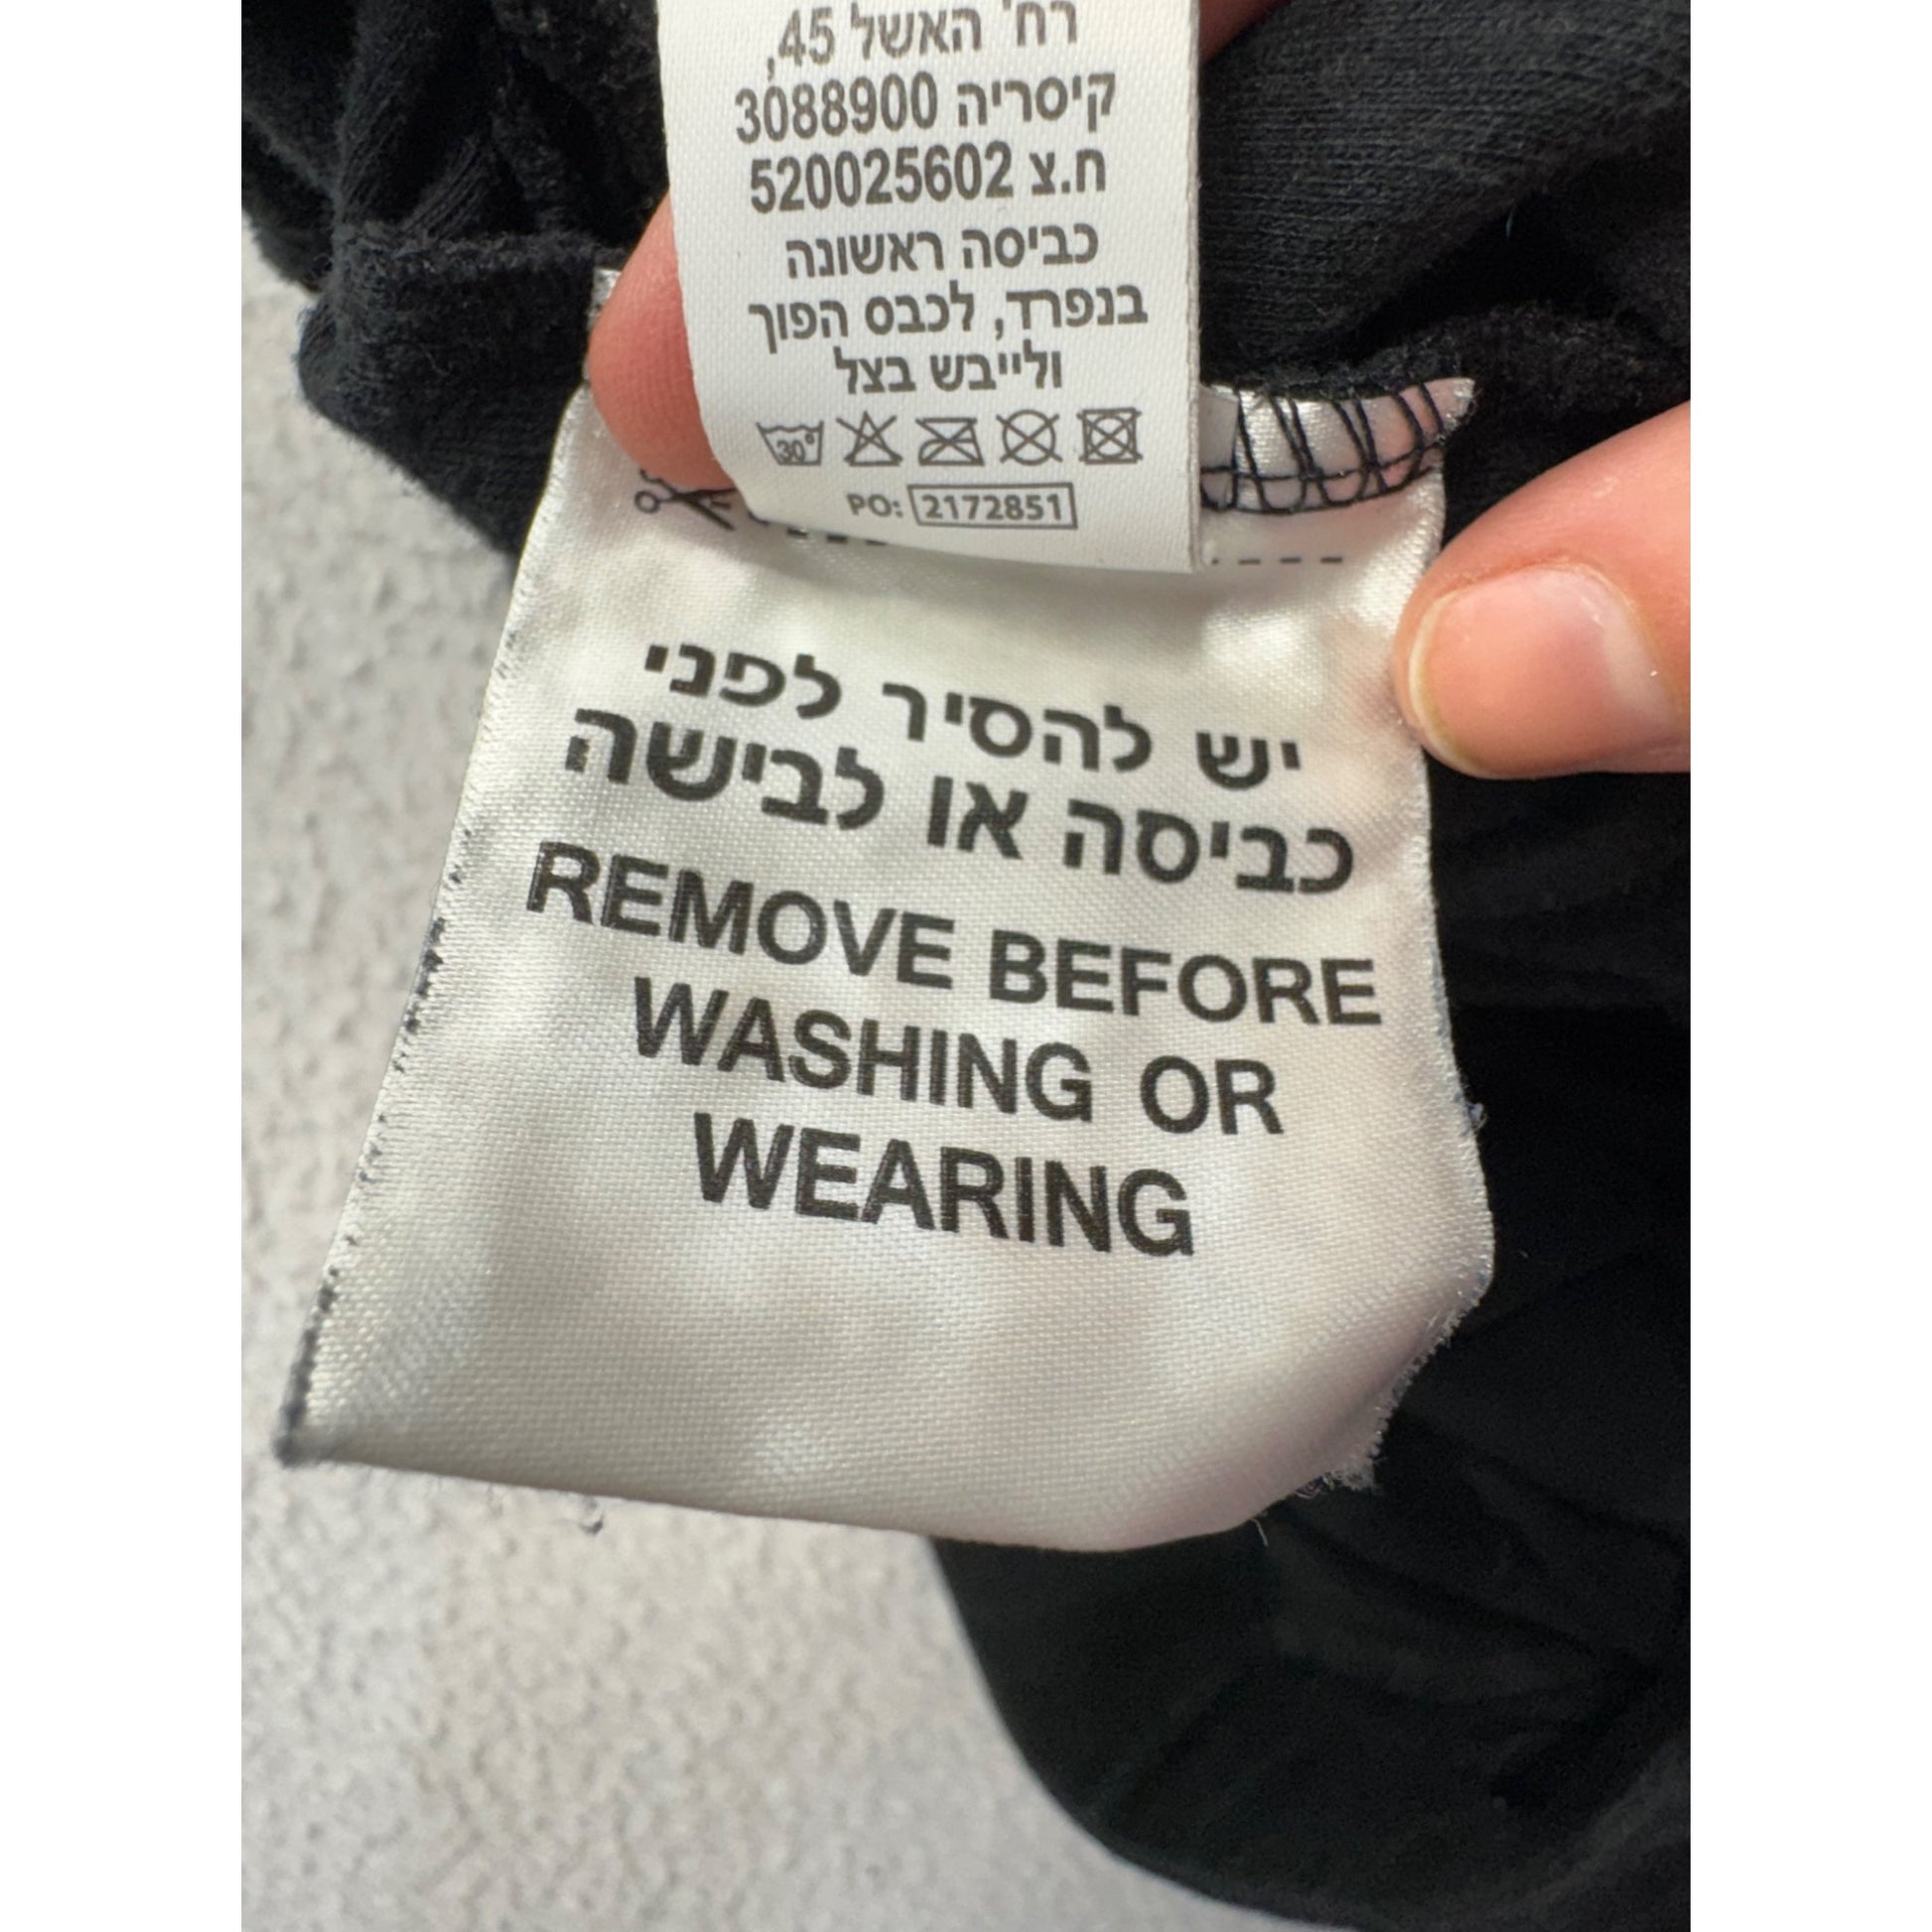 רח' האשל 45,
קיסריה 3088900
ח.צ 520025602
כביסה ראשונה
בנפרד, לכבס הפוך
ולייבש בצל
30°
PO: 2172851
יש להסיר לפני
כביסה או לבישה
REMOVE BEFORE
WASHING OR
WEARING